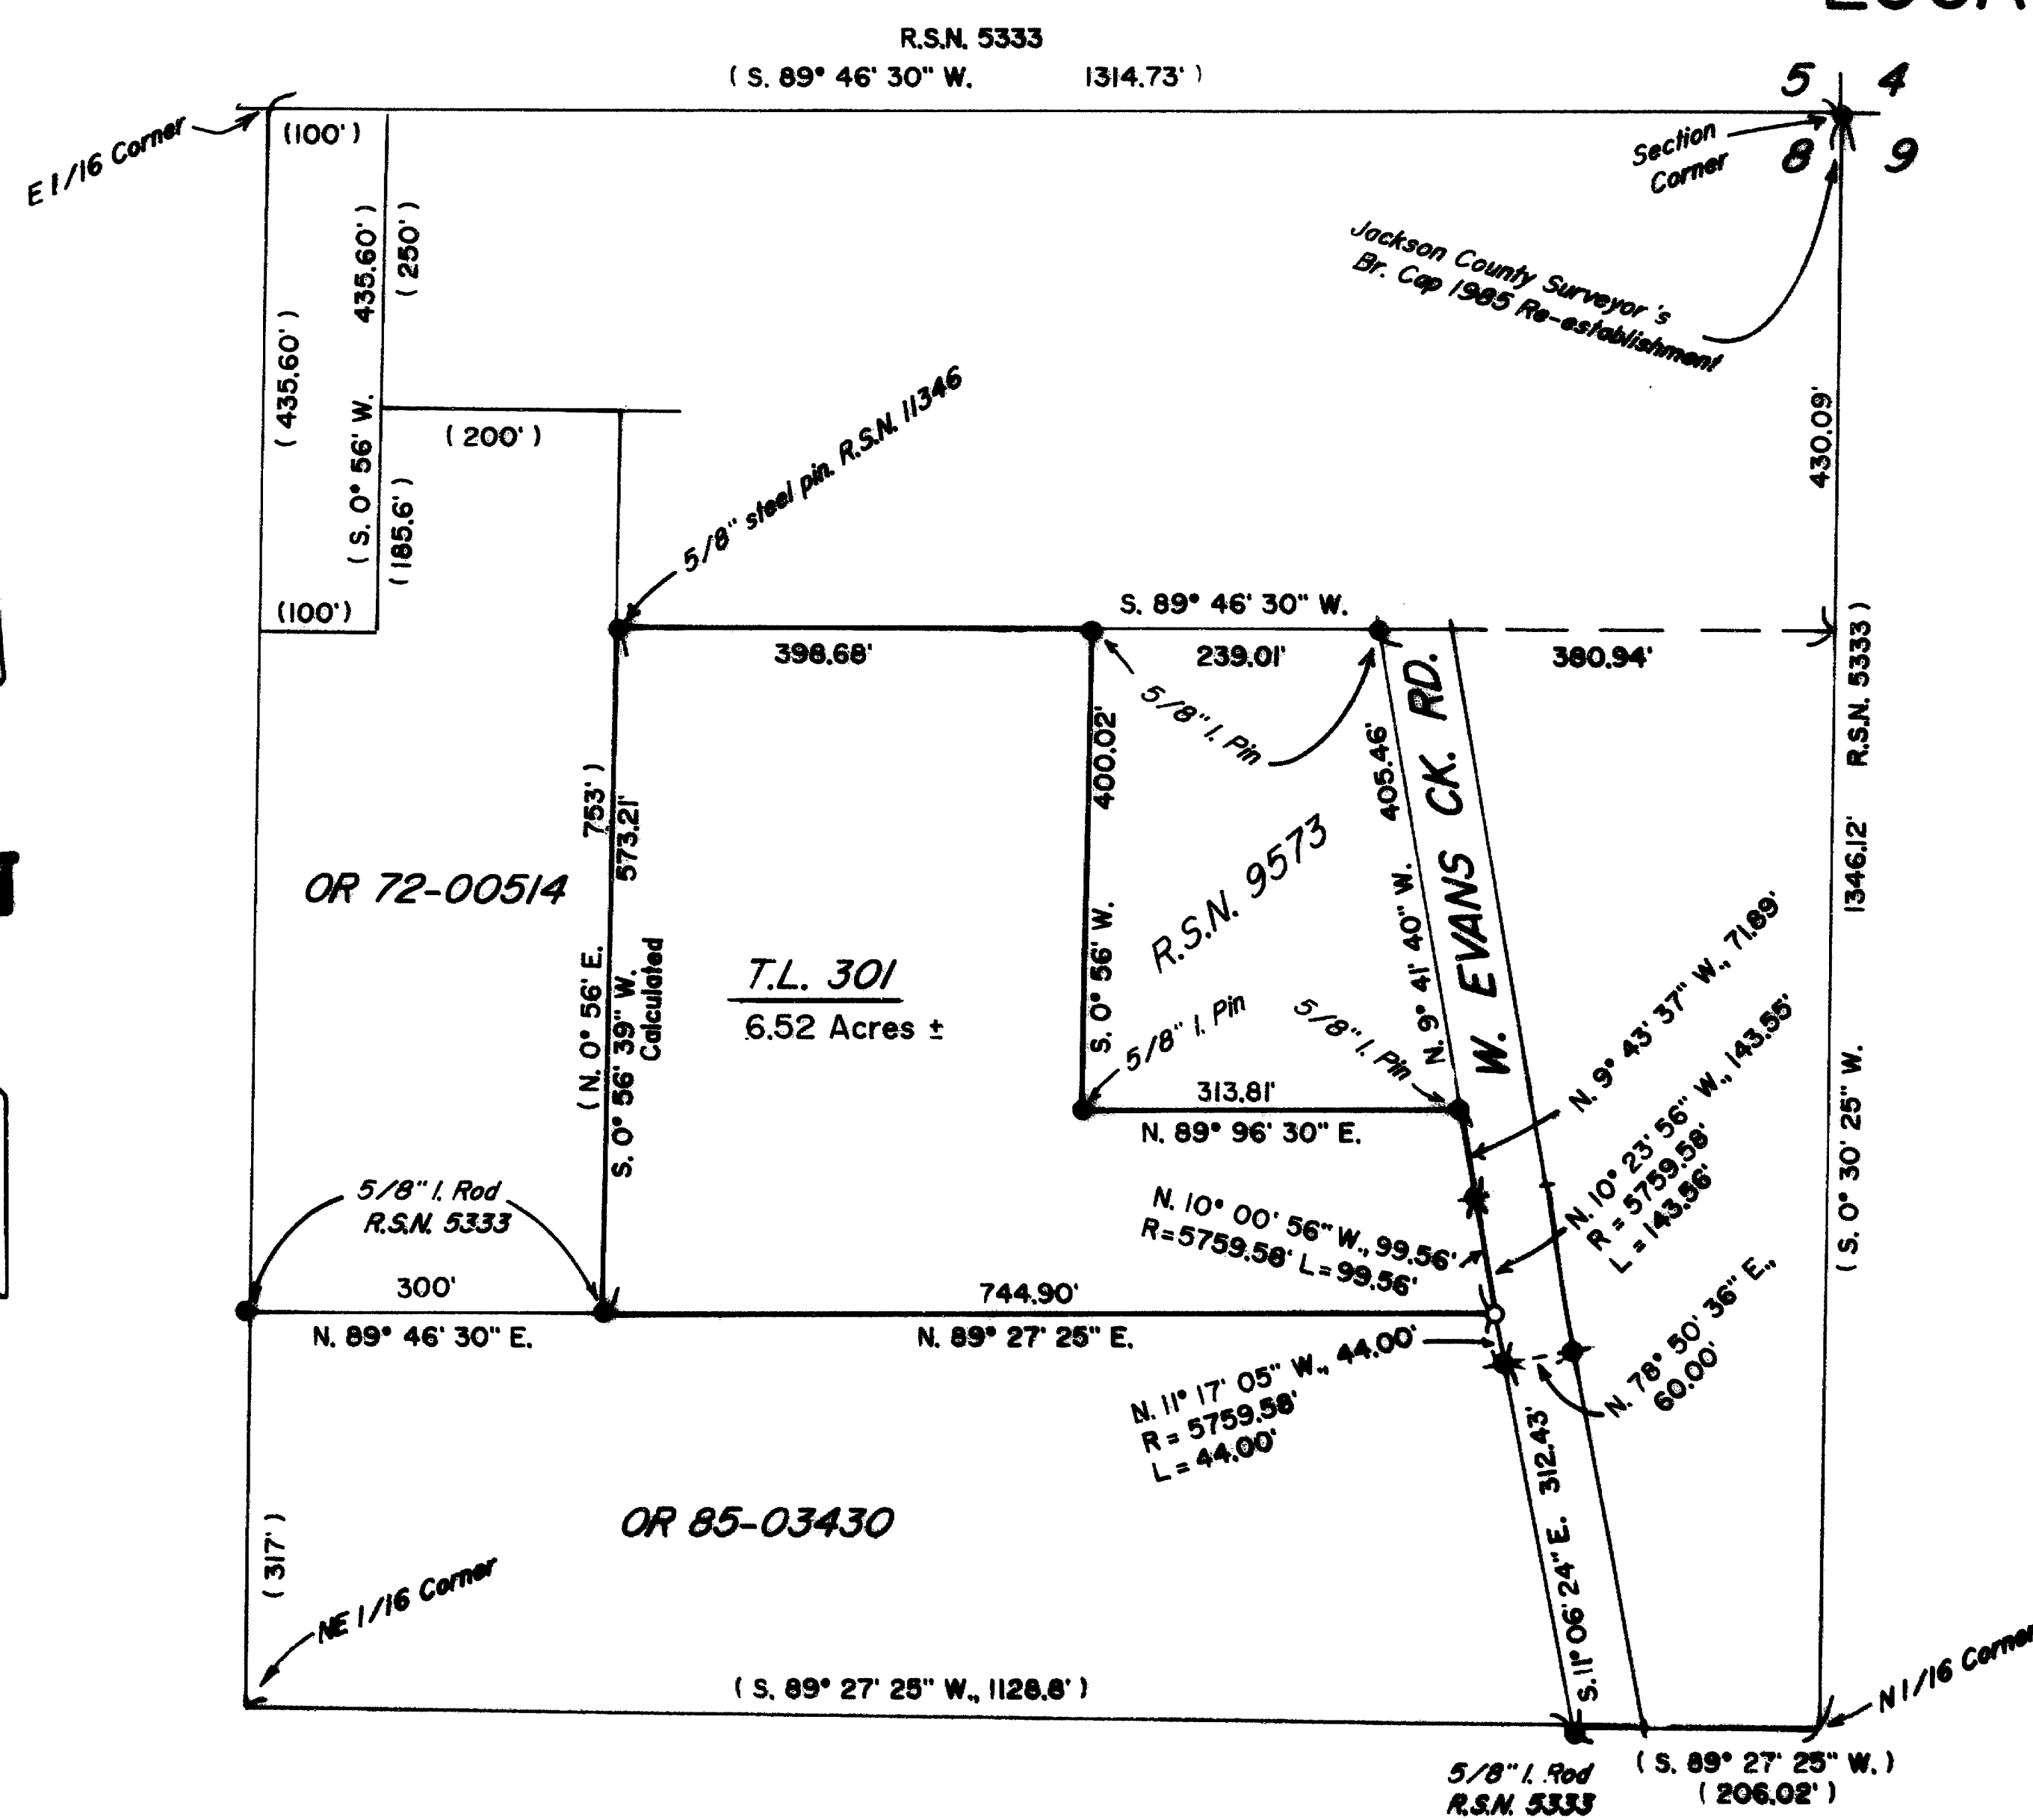 R.S.N. 5333
( S. 89° 46' 30" W. 1314.73' )
5 4
8 9
E 1/16 Corner
(100')
Section
Corner
Jackson County Surveyor's
Br. Cap 1985 Re-establishment
( 435.60' )
( S. 0° 56' W. 435.60' )
( 250' )
( 185.6' )
( 200' )
(100')
430.09'
5/8" steel pin. R.S.N. 11346
S. 89° 46' 30" W.
398.68'
239.01'
380.94'
5/8" I. Pin
400.02'
S. 0° 56' W.
405.46'
N. 9° 41' 40" W.
W. EVANS CK. RD.
R.S.N. 9573
( S. 0° 30' 25" W. 1346.12' R.S.N. 5333 )
OR 72-00514
( N. 0° 56' E. 753' )
573.21'
S. 0° 56' 39" W.
Calculated
T.L. 301
6.52 Acres ±
5/8" I. Pin
5/8" I. Pin
313.81'
N. 89° 96' 30" E.
N. 9° 43' 37" W., 71.89'
N. 10° 23' 56" W., 143.55'
R = 5759.58'
L = 143.56'
N. 10° 00' 56" W., 99.56'
R=5759.58' L=99.56'
5/8" I. Rod
R.S.N. 5333
300'
N. 89° 46' 30" E.
744.90'
N. 89° 27' 25" E.
N. 11° 17' 05" W., 44.00'
R = 5759.58'
L = 44.00'
N. 78° 50' 36" E.,
60.00'
S. 11° 06' 24" E. 312.43'
OR 85-03430
( 317' )
NE 1/16 Corner
( S. 89° 27' 25" W., 1128.8' )
N 1/16 Corner
5/8" I. Rod
R.S.N. 5333
( S. 89° 27' 25" W. )
( 206.02' )